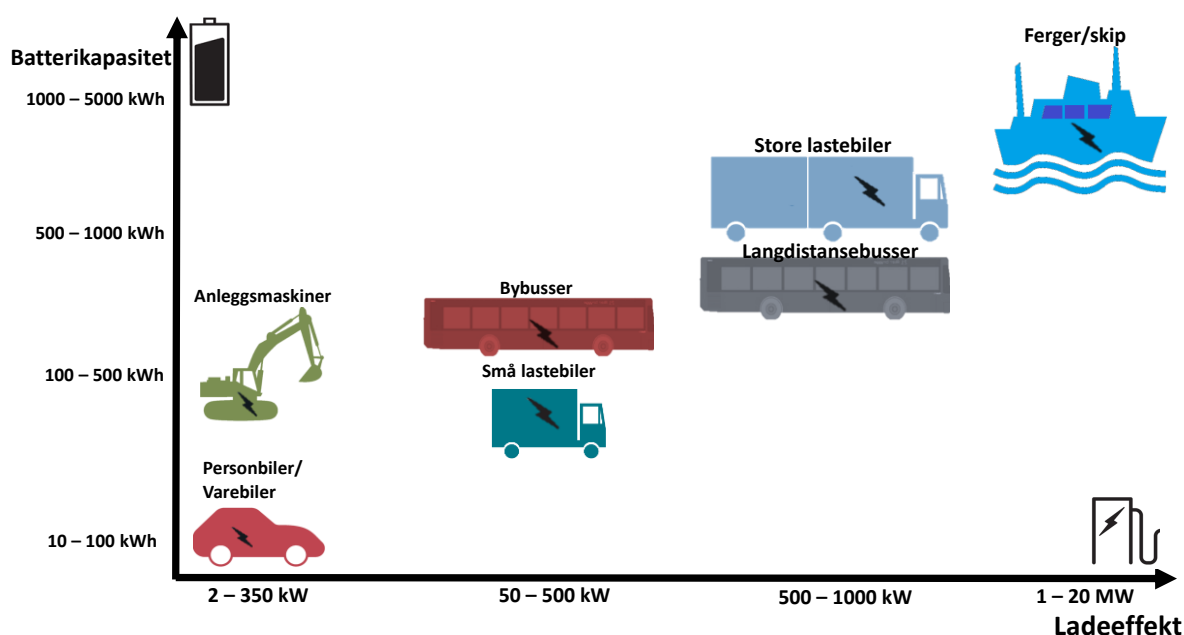 Batterikapasitet
1000 – 5000 kWh
500 – 1000 kWh
100 – 500 kWh
10 – 100 kWh
Ferger/skip
Store lastebiler
Langdistansebusser
Anleggsmaskiner
Bybusser
Små lastebiler
Personbiler/
Varebiler
2 – 350 kW
50 – 500 kW
500 – 1000 kW
1 – 20 MW
Ladeeffekt